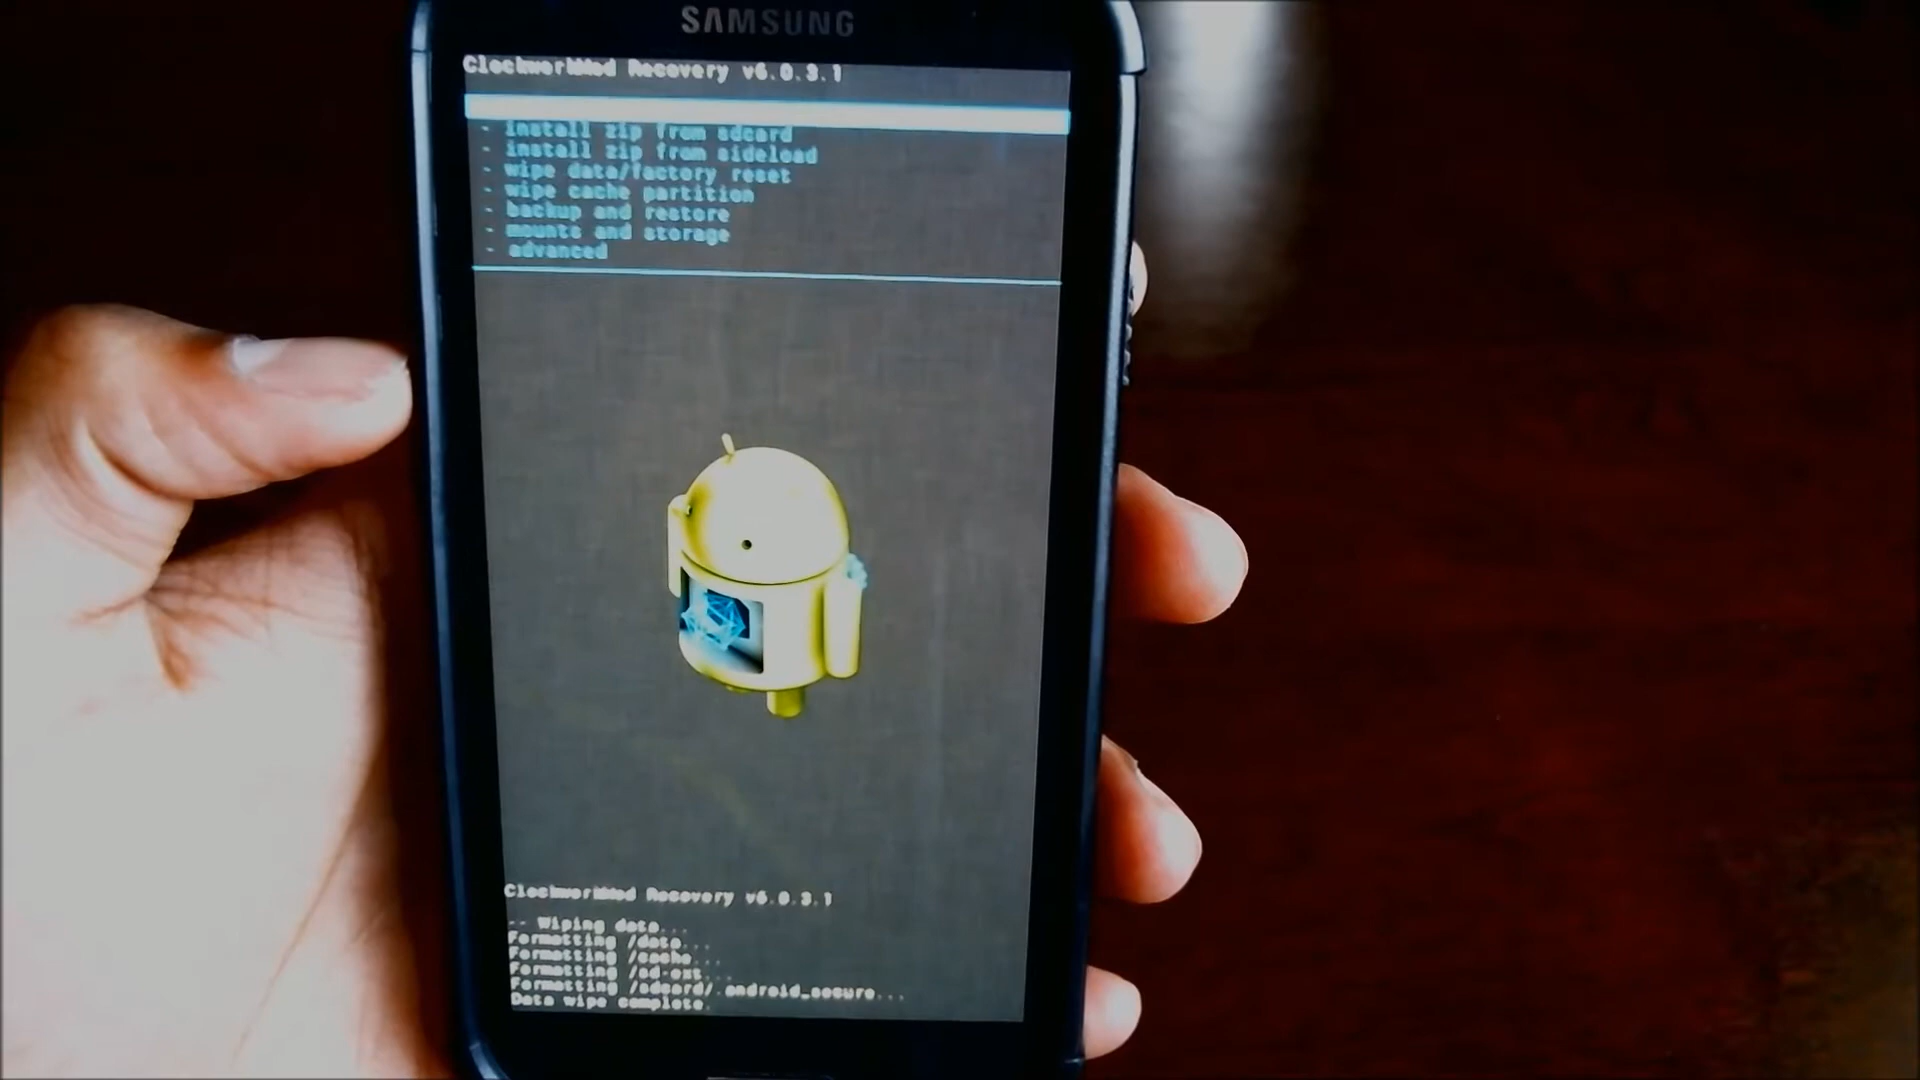 SAMSUNG
ClockworkMod Recovery v6.0.3.1
- install zip from sdcard
- install zip from sideload
- wipe data/factory reset
- wipe cache partition
- backup and restore
- mounts and storage
- advanced
ClockworkMod Recovery v6.0.3.1
-- Wiping data...
Formatting /data...
Formatting /cache...
Formatting /sd-ext...
Formatting /sdcard/.android_secure...
Data wipe complete.